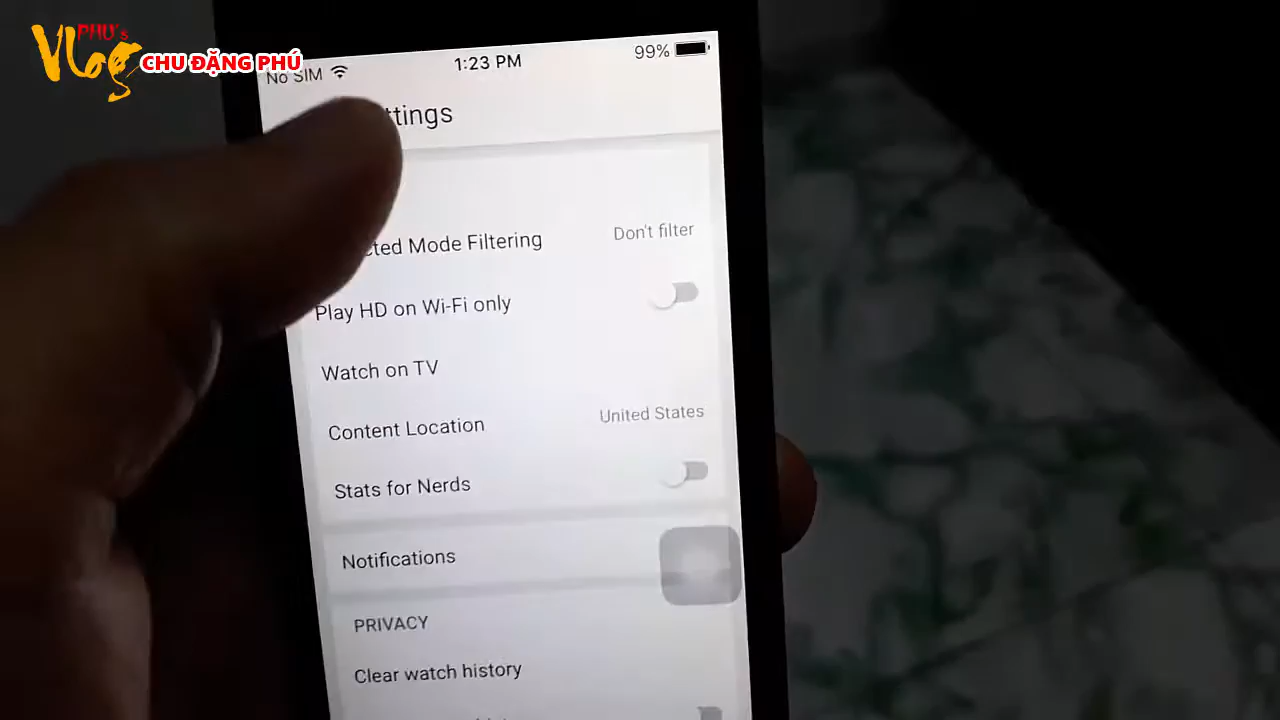 PHU's
Vlog CHU ĐẶNG PHÚ
No SIM 1:23 PM 99%
ttings
cted Mode Filtering Don't filter
Play HD on Wi-Fi only
Watch on TV
Content Location United States
Stats for Nerds
Notifications
PRIVACY
Clear watch history